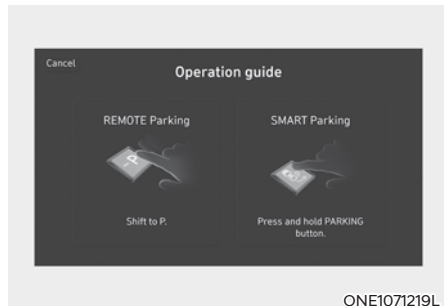 Cancel
Operation guide
REMOTE Parking
SMART Parking
P
Shift to P.
Press and hold PARKING
button.
ONE1071219L